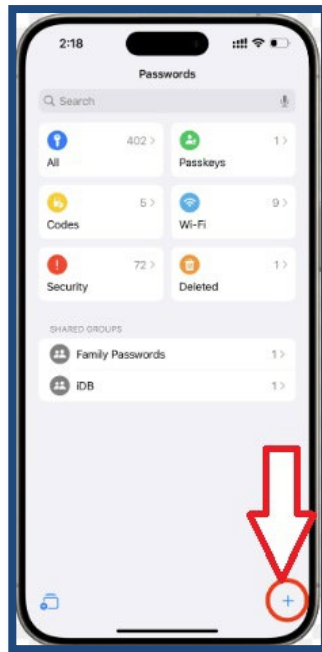 2:18
Passwords
Search
402 >
1 >
All
Passkeys
5 >
9 >
Codes
Wi-Fi
72 >
1 >
Security
Deleted
SHARED GROUPS
Family Passwords 1 >
iDB 1 >
+